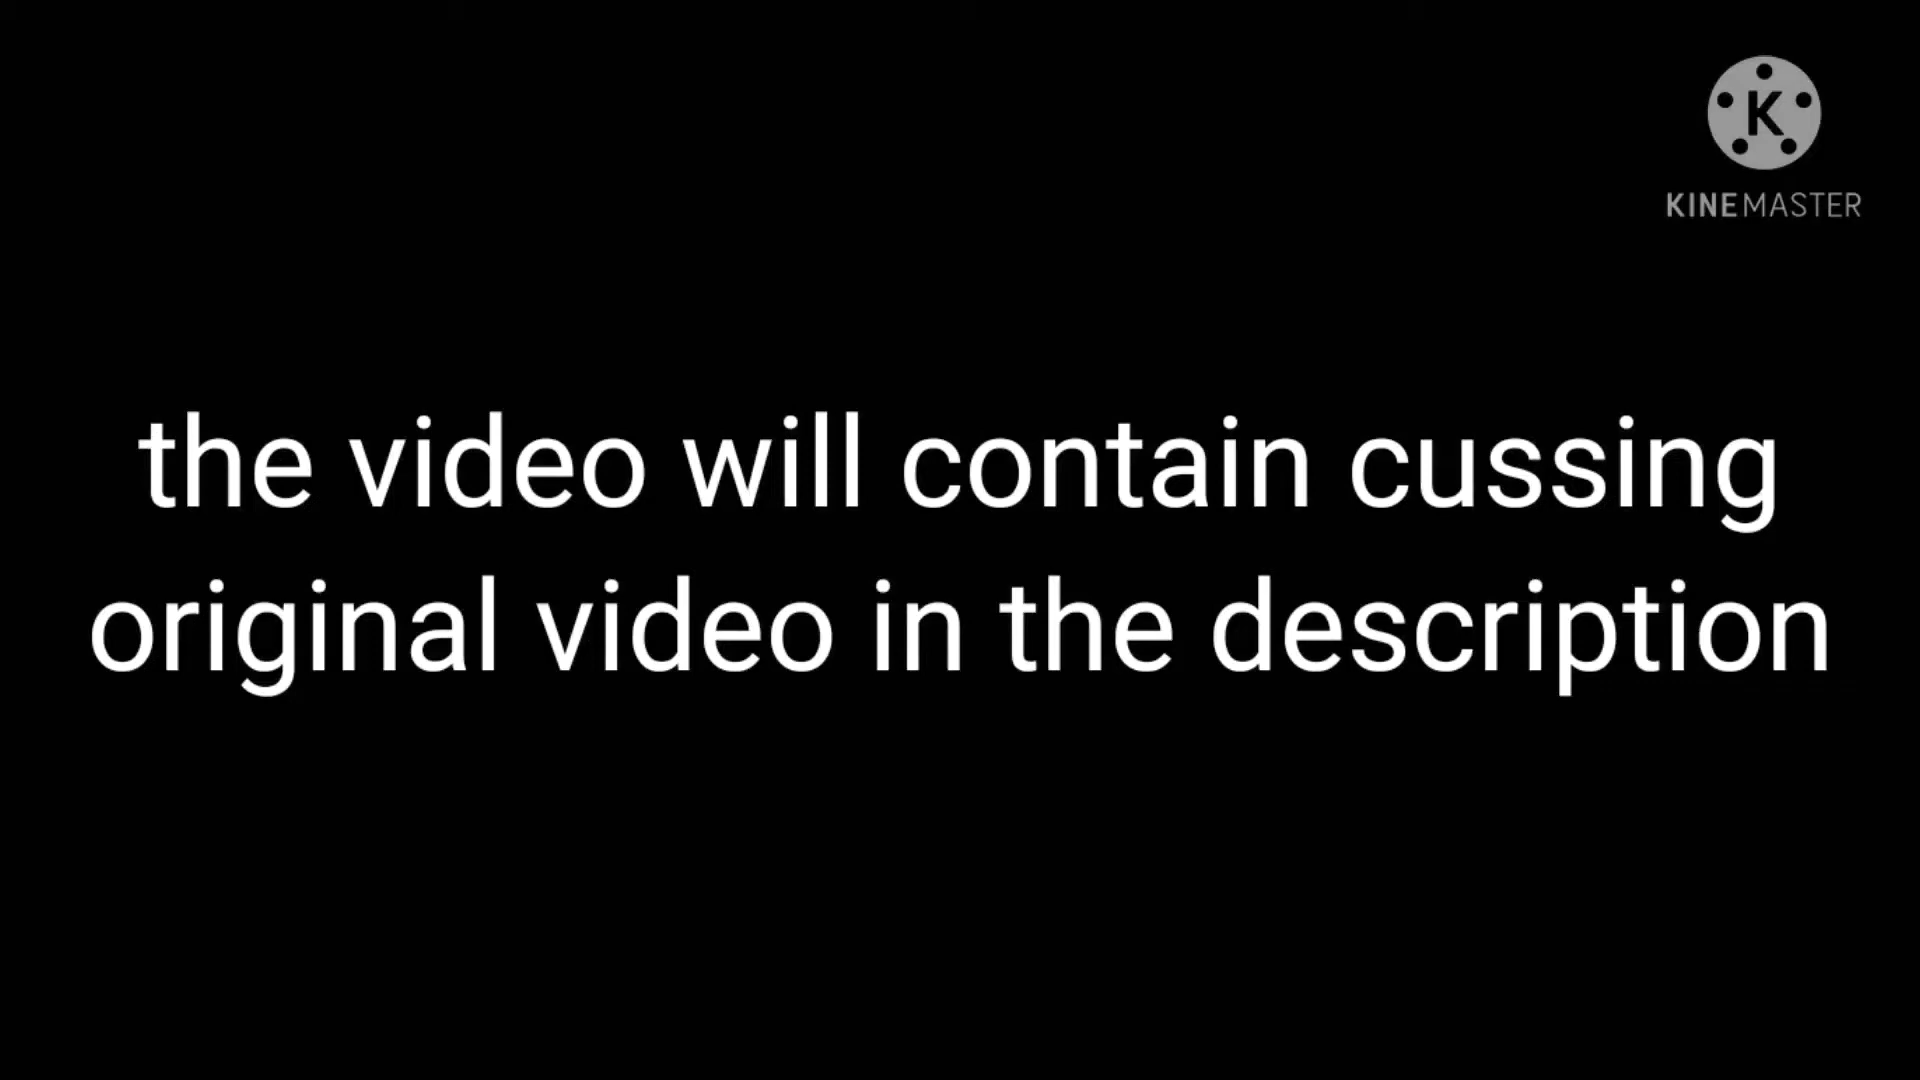 K
KINEMASTER
the video will contain cussing
original video in the description